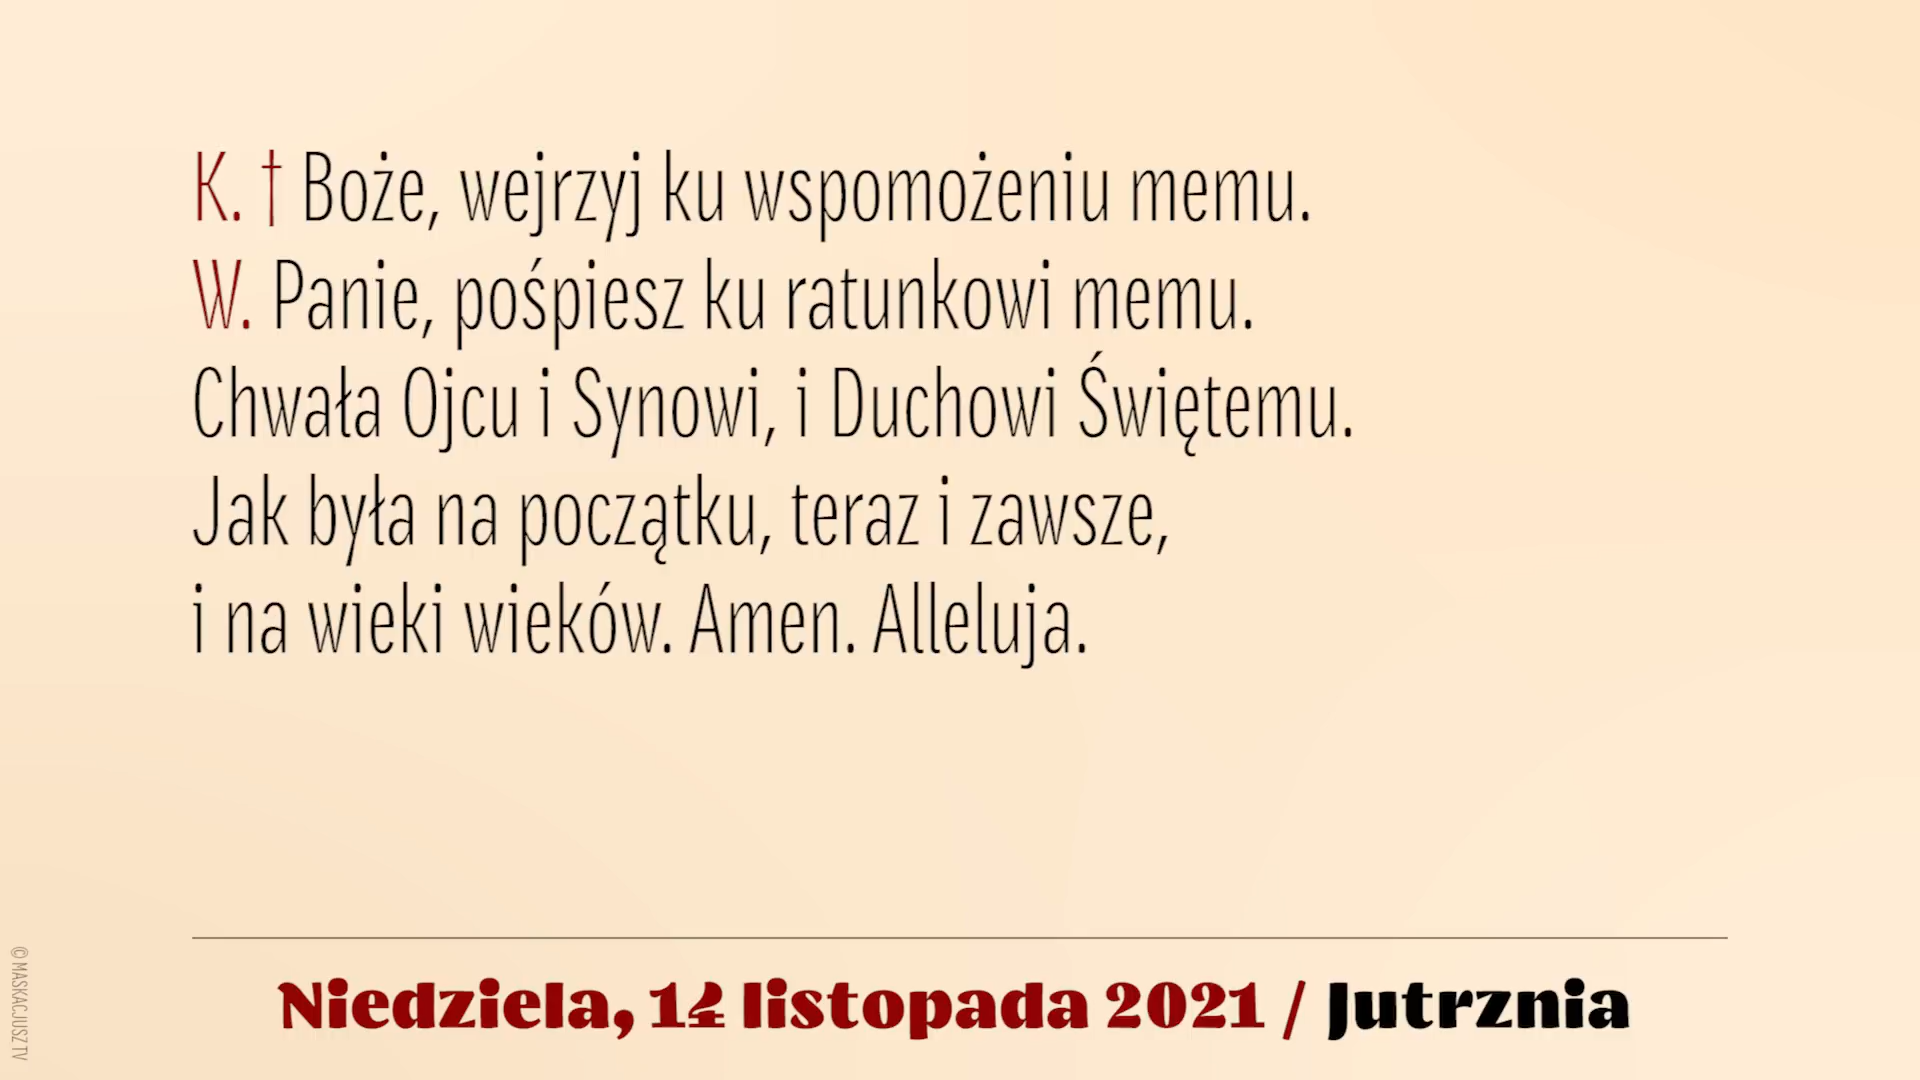 K. † Boże, wejrzyj ku wspomożeniu memu.
W. Panie, pośpiesz ku ratunkowi memu.
Chwała Ojcu i Synowi, i Duchowi Świętemu.
Jak była na początku, teraz i zawsze,
i na wieki wieków. Amen. Alleluja.
Niedziela, 14 listopada 2021 / Jutrznia
© MASKACJUSZ TV